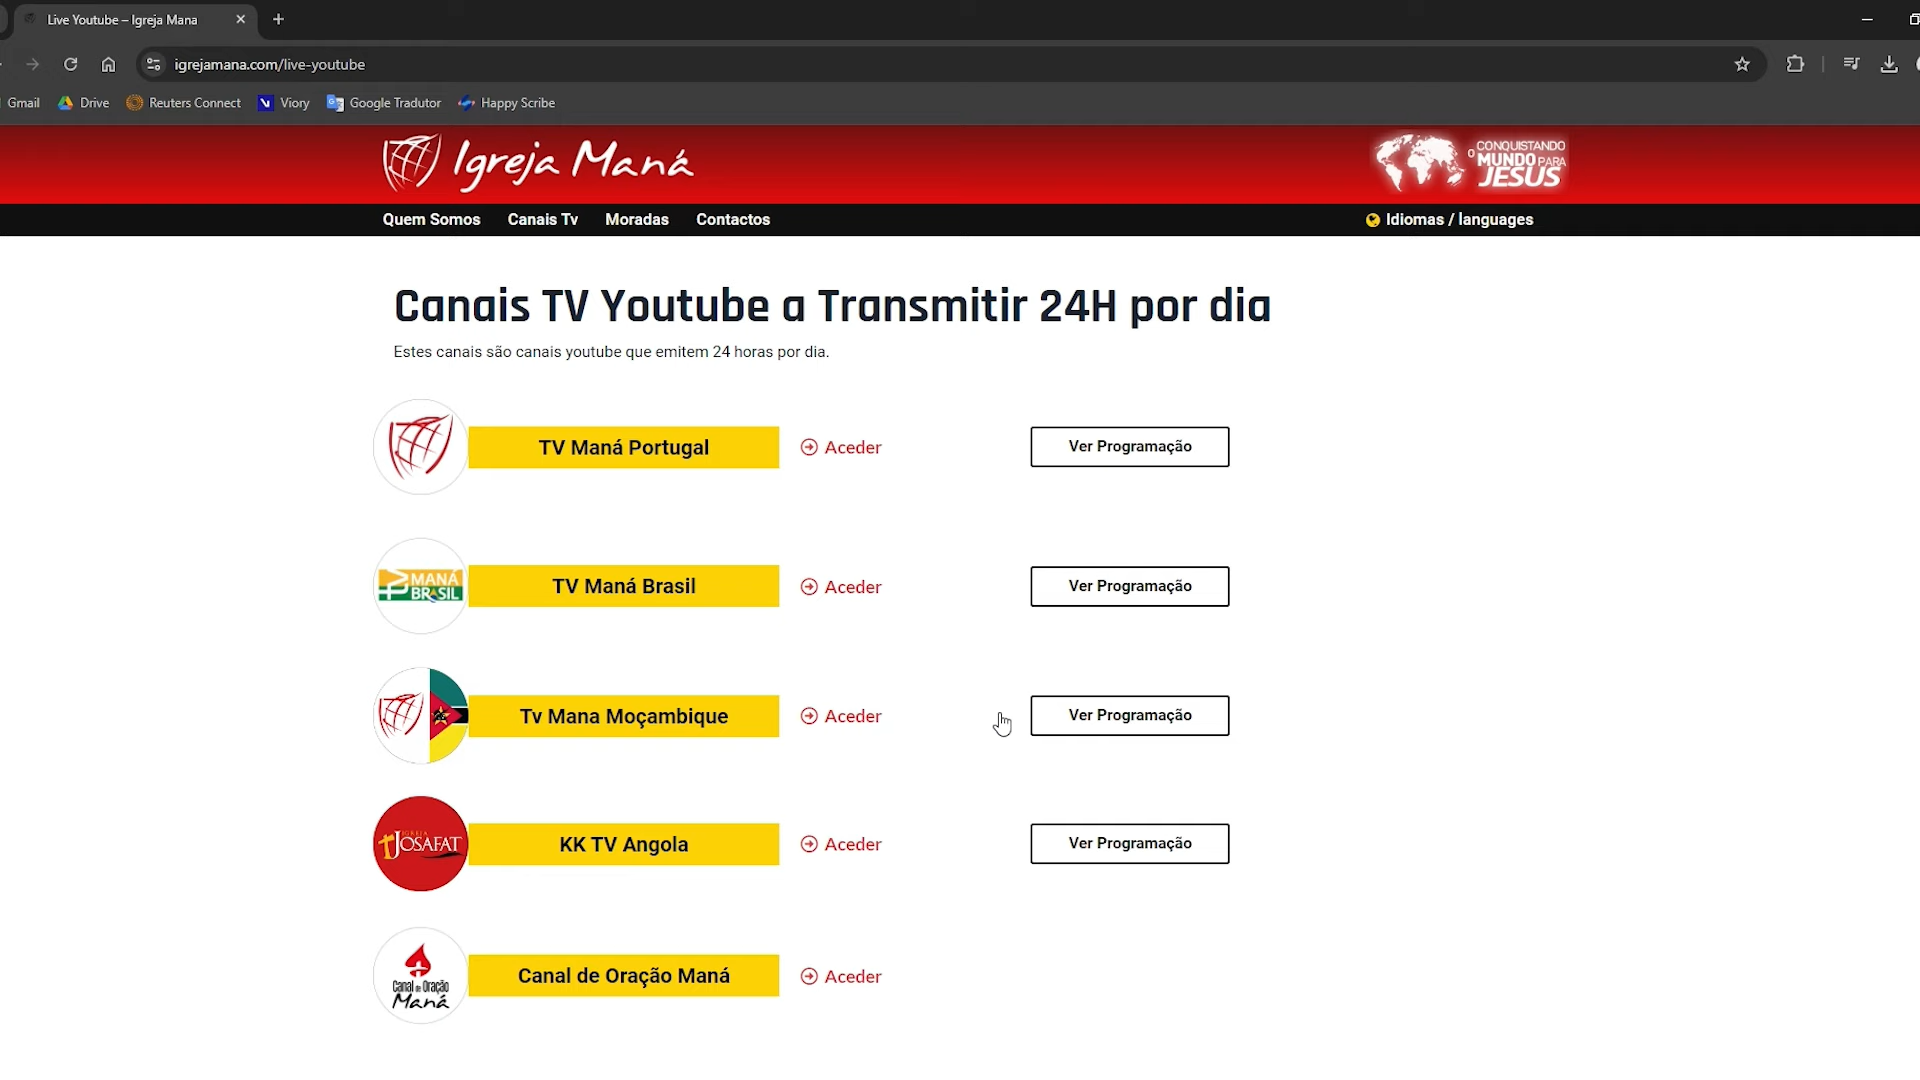 Live Youtube – Igreja Mana
igrejamana.com/live-youtube
Gmail Drive Reuters Connect Viory Google Tradutor Happy Scribe
Igreja Maná
CONQUISTANDO
O MUNDO PARA
JESUS
Quem Somos Canais Tv Moradas Contactos Idiomas / languages
Canais TV Youtube a Transmitir 24H por dia
Estes canais são canais youtube que emitem 24 horas por dia.
TV Maná Portugal Aceder Ver Programação
MANÁ
BRASIL
TV Maná Brasil Aceder Ver Programação
Tv Mana Moçambique Aceder Ver Programação
IGREJA
JOSAFAT
KK TV Angola Aceder Ver Programação
Canal de Oração
Maná
Canal de Oração Maná Aceder